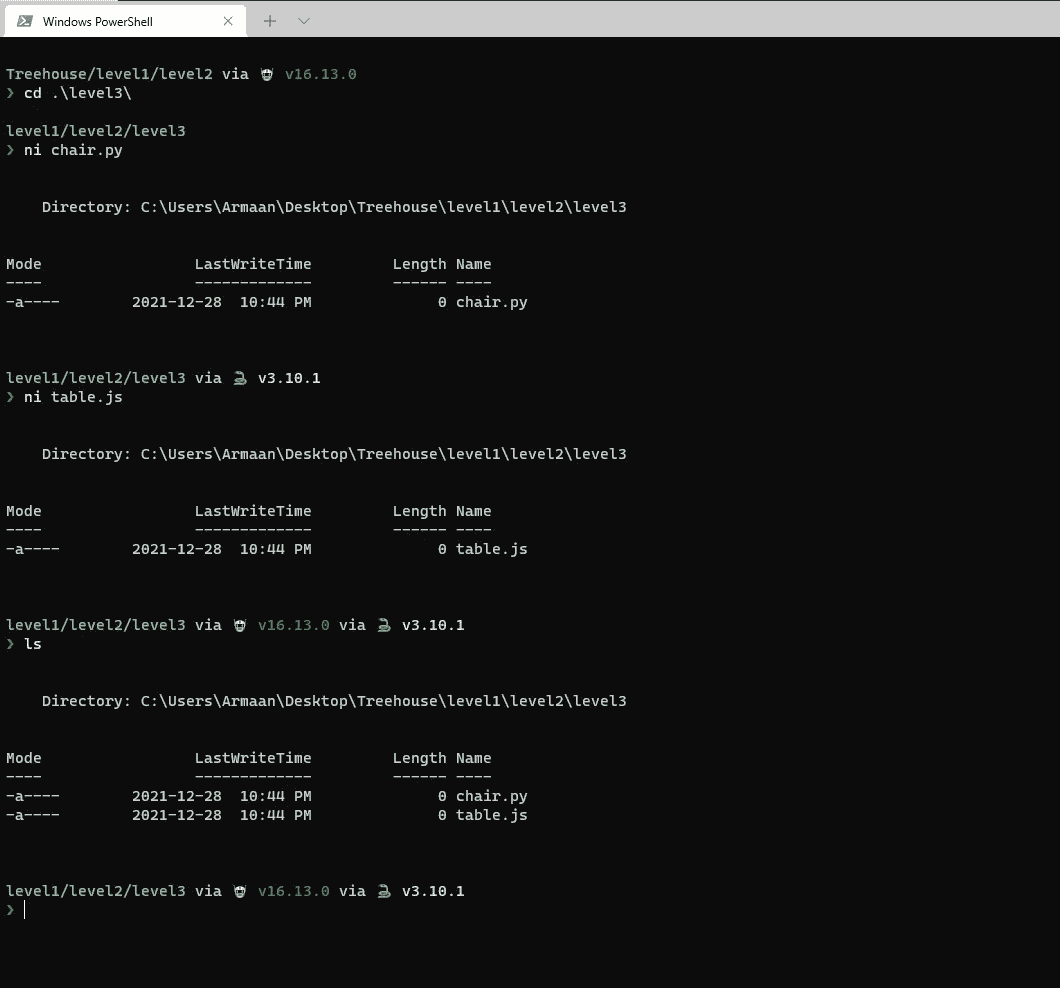 Windows PowerShell
Treehouse/level1/level2 via v16.13.0
❯ cd .\level3\
level1/level2/level3
❯ ni chair.py
Directory: C:\Users\Armaan\Desktop\Treehouse\level1\level2\level3
Mode LastWriteTime Length Name
---- ------------- ------ ----
-a---- 2021-12-28 10:44 PM 0 chair.py
level1/level2/level3 via v3.10.1
❯ ni table.js
Directory: C:\Users\Armaan\Desktop\Treehouse\level1\level2\level3
Mode LastWriteTime Length Name
---- ------------- ------ ----
-a---- 2021-12-28 10:44 PM 0 table.js
level1/level2/level3 via v16.13.0 via v3.10.1
❯ ls
Directory: C:\Users\Armaan\Desktop\Treehouse\level1\level2\level3
Mode LastWriteTime Length Name
---- ------------- ------ ----
-a---- 2021-12-28 10:44 PM 0 chair.py
-a---- 2021-12-28 10:44 PM 0 table.js
level1/level2/level3 via v16.13.0 via v3.10.1
❯